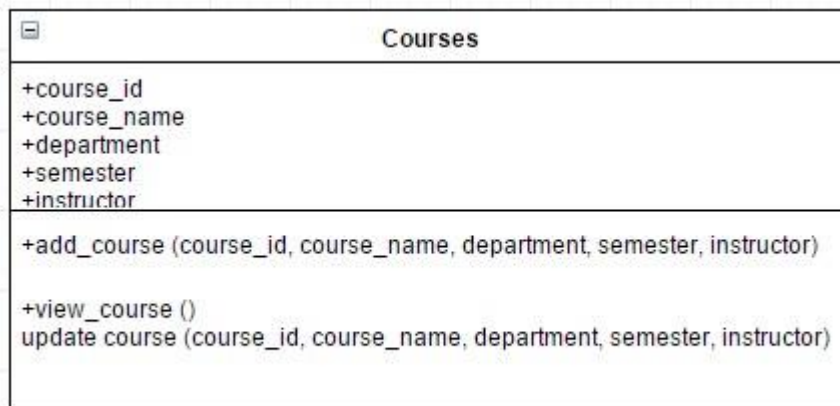 Courses
+course_id
+course_name
+department
+semester
+instructor
+add_course (course_id, course_name, department, semester, instructor)
+view_course ()
update course (course_id, course_name, department, semester, instructor)